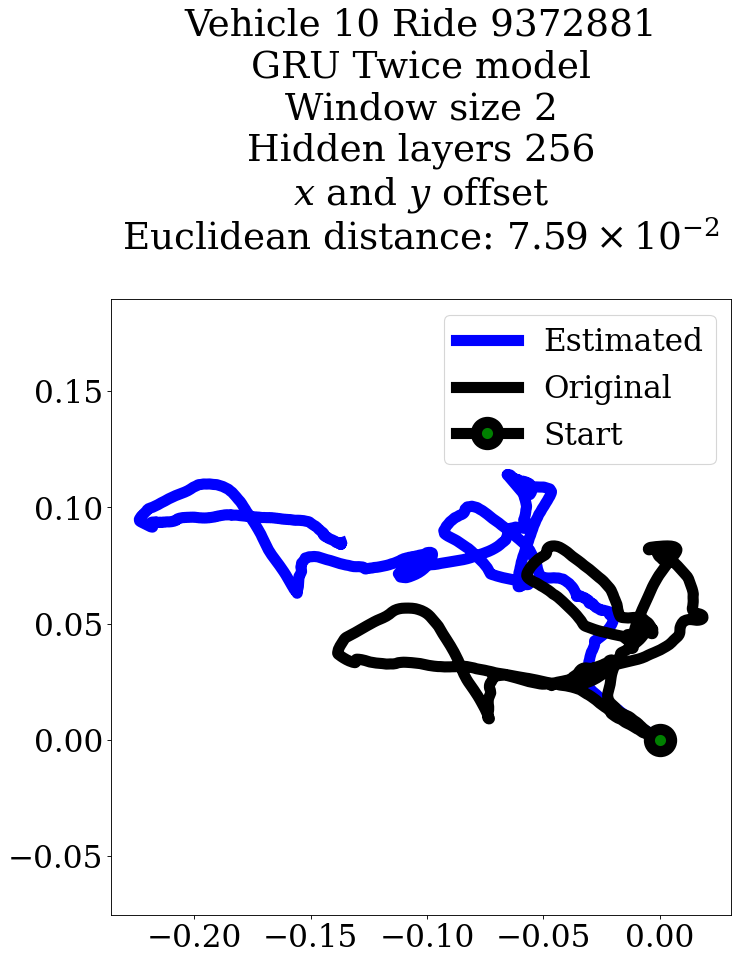 Vehicle 10 Ride 9372881
GRU Twice model
Window size 2
Hidden layers 256
x and y offset
Euclidean distance: 7.59 × 10⁻²
Estimated
Original
Start
0.15
0.10
0.05
0.00
−0.05
−0.20 −0.15 −0.10 −0.05 0.00